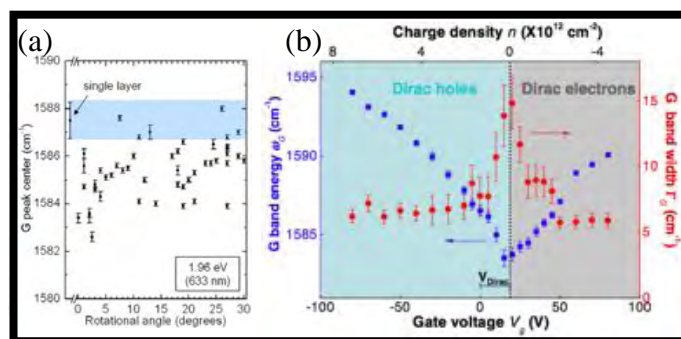 (a)
1590
1588
1586
1584
1582
1580
G peak center (cm⁻¹)
single layer
1.96 eV
(633 nm)
0 0 5 10 15 20 25 30
Rotational angle (degrees)
(b)
Charge density n (X10¹² cm⁻²)
8 4 0 -4
Dirac holes
Dirac electrons
1595
1590
1585
G band energy ω_G (cm⁻¹)
15
10
5
0
G band width Γ_G (cm⁻¹)
V_Dirac
-100 -50 0 50 100
Gate voltage V_g (V)